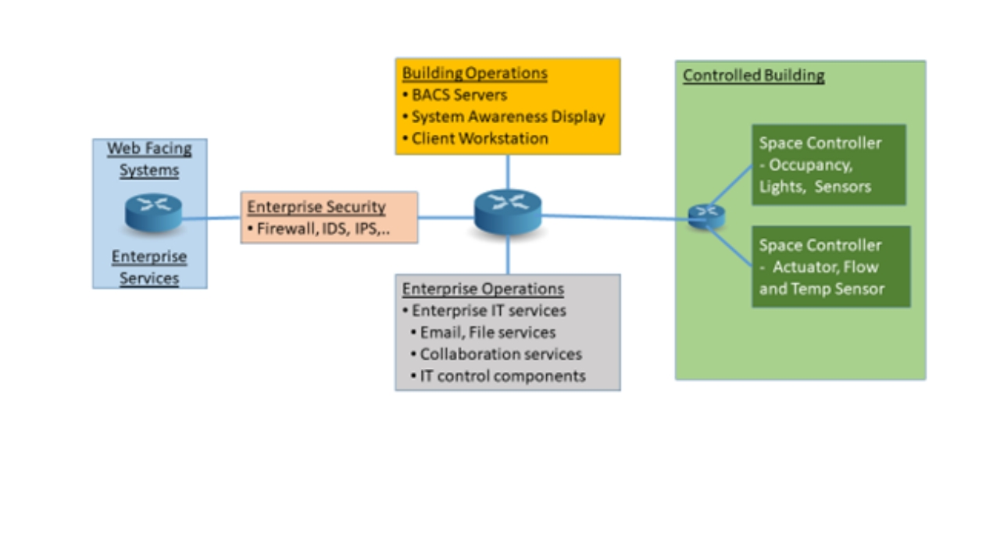 Building Operations
• BACS Servers
• System Awareness Display
• Client Workstation
Controlled Building
Space Controller
- Occupancy,
Lights, Sensors
Space Controller
- Actuator, Flow
and Temp Sensor
Web Facing
Systems
Enterprise
Services
Enterprise Security
• Firewall, IDS, IPS,..
Enterprise Operations
• Enterprise IT services
• Email, File services
• Collaboration services
• IT control components